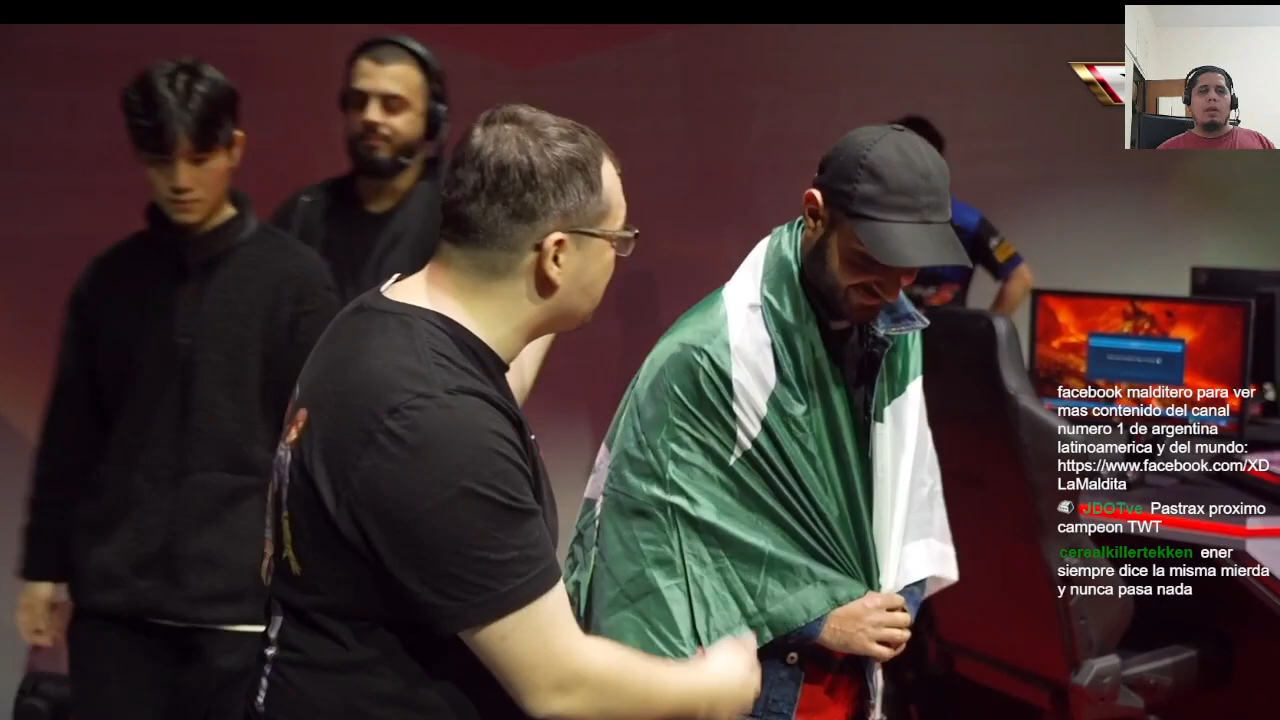 facebook malditero para ver
mas contenido del canal
numero 1 de argentina
latinoamerica y del mundo:
https://www.facebook.com/XD
LaMaldita
JDOTve Pastrax proximo
campeon TWT
cerealkillertekken ener
siempre dice la misma mierda
y nunca pasa nada